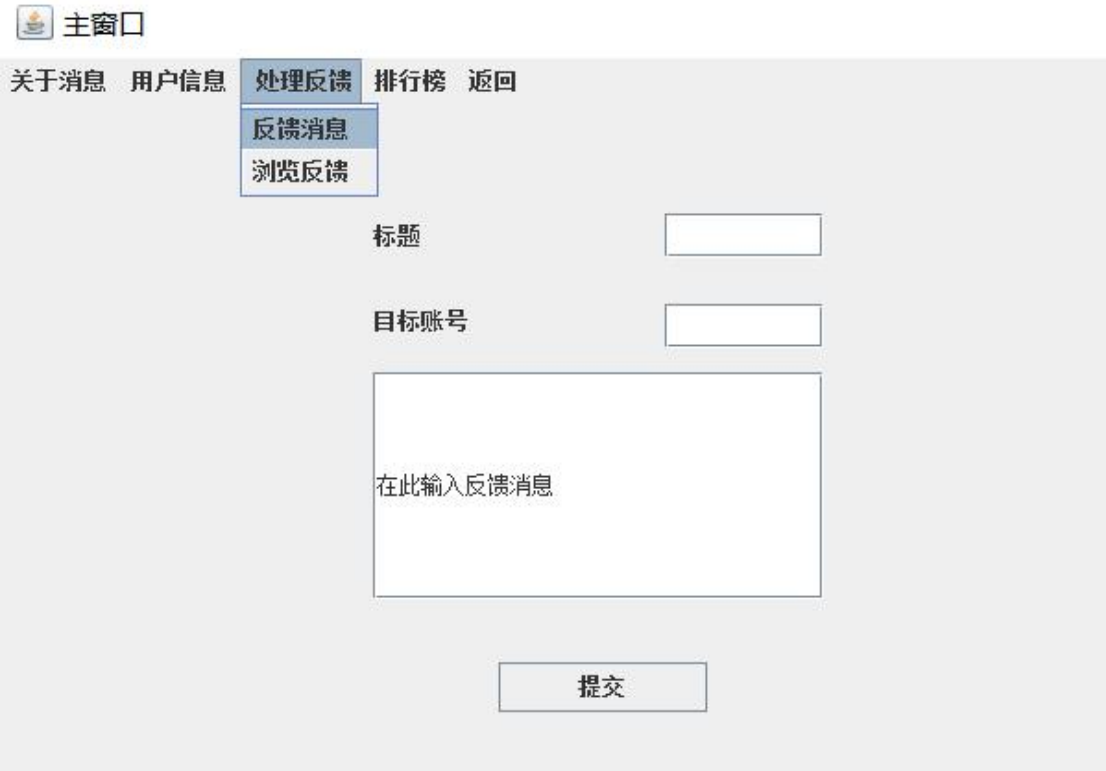 主窗口
关于消息 用户信息 处理反馈 排行榜 返回
反馈消息
浏览反馈
标题
目标账号
在此输入反馈消息
提交